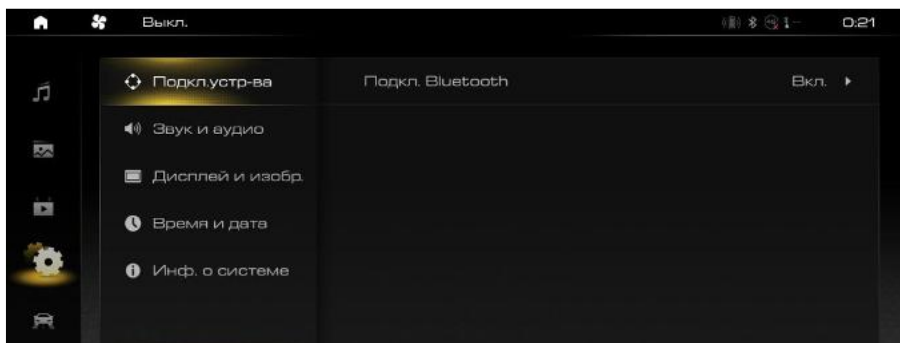 Выкл. 0:21
Подкл.устр-ва Подкл. Bluetooth Вкл.
Звук и аудио
Дисплей и изобр.
Время и дата
Инф. о системе